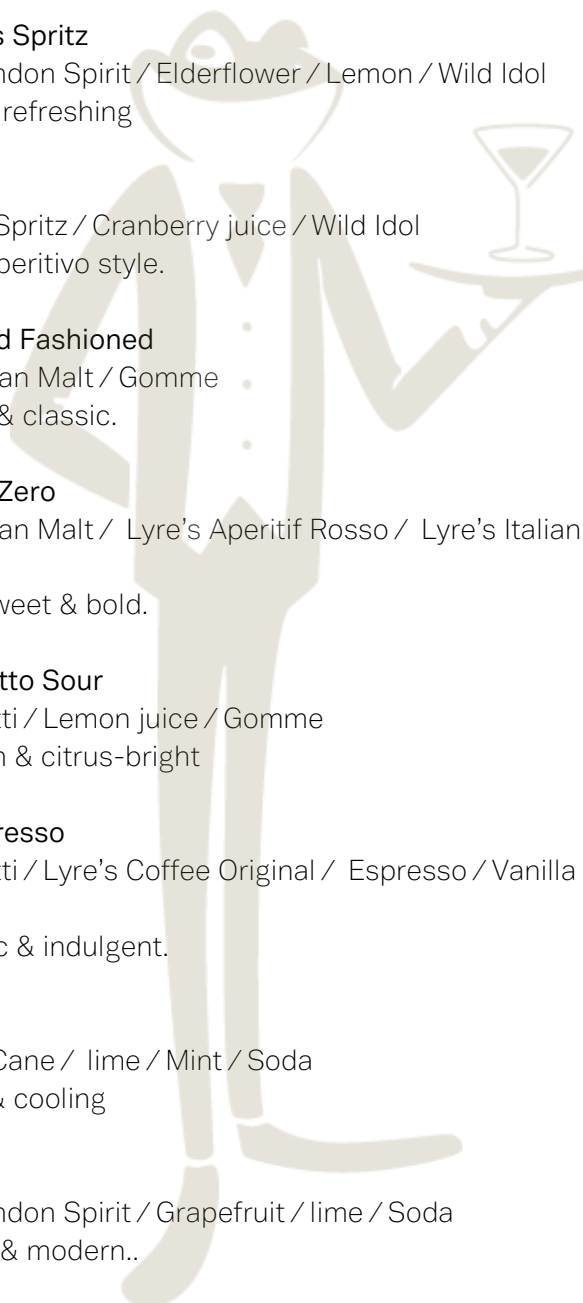 s Spritz
ndon Spirit / Elderflower / Lemon / Wild Idol
refreshing
Spritz / Cranberry juice / Wild Idol
peritivo style.
d Fashioned
an Malt / Gomme
& classic.
Zero
an Malt / Lyre's Aperitif Rosso / Lyre's Italian
weet & bold.
tto Sour
ti / Lemon juice / Gomme
n & citrus-bright
resso
ti / Lyre's Coffee Original / Espresso / Vanilla
c & indulgent.
Cane / lime / Mint / Soda
& cooling
ndon Spirit / Grapefruit / lime / Soda
& modern..